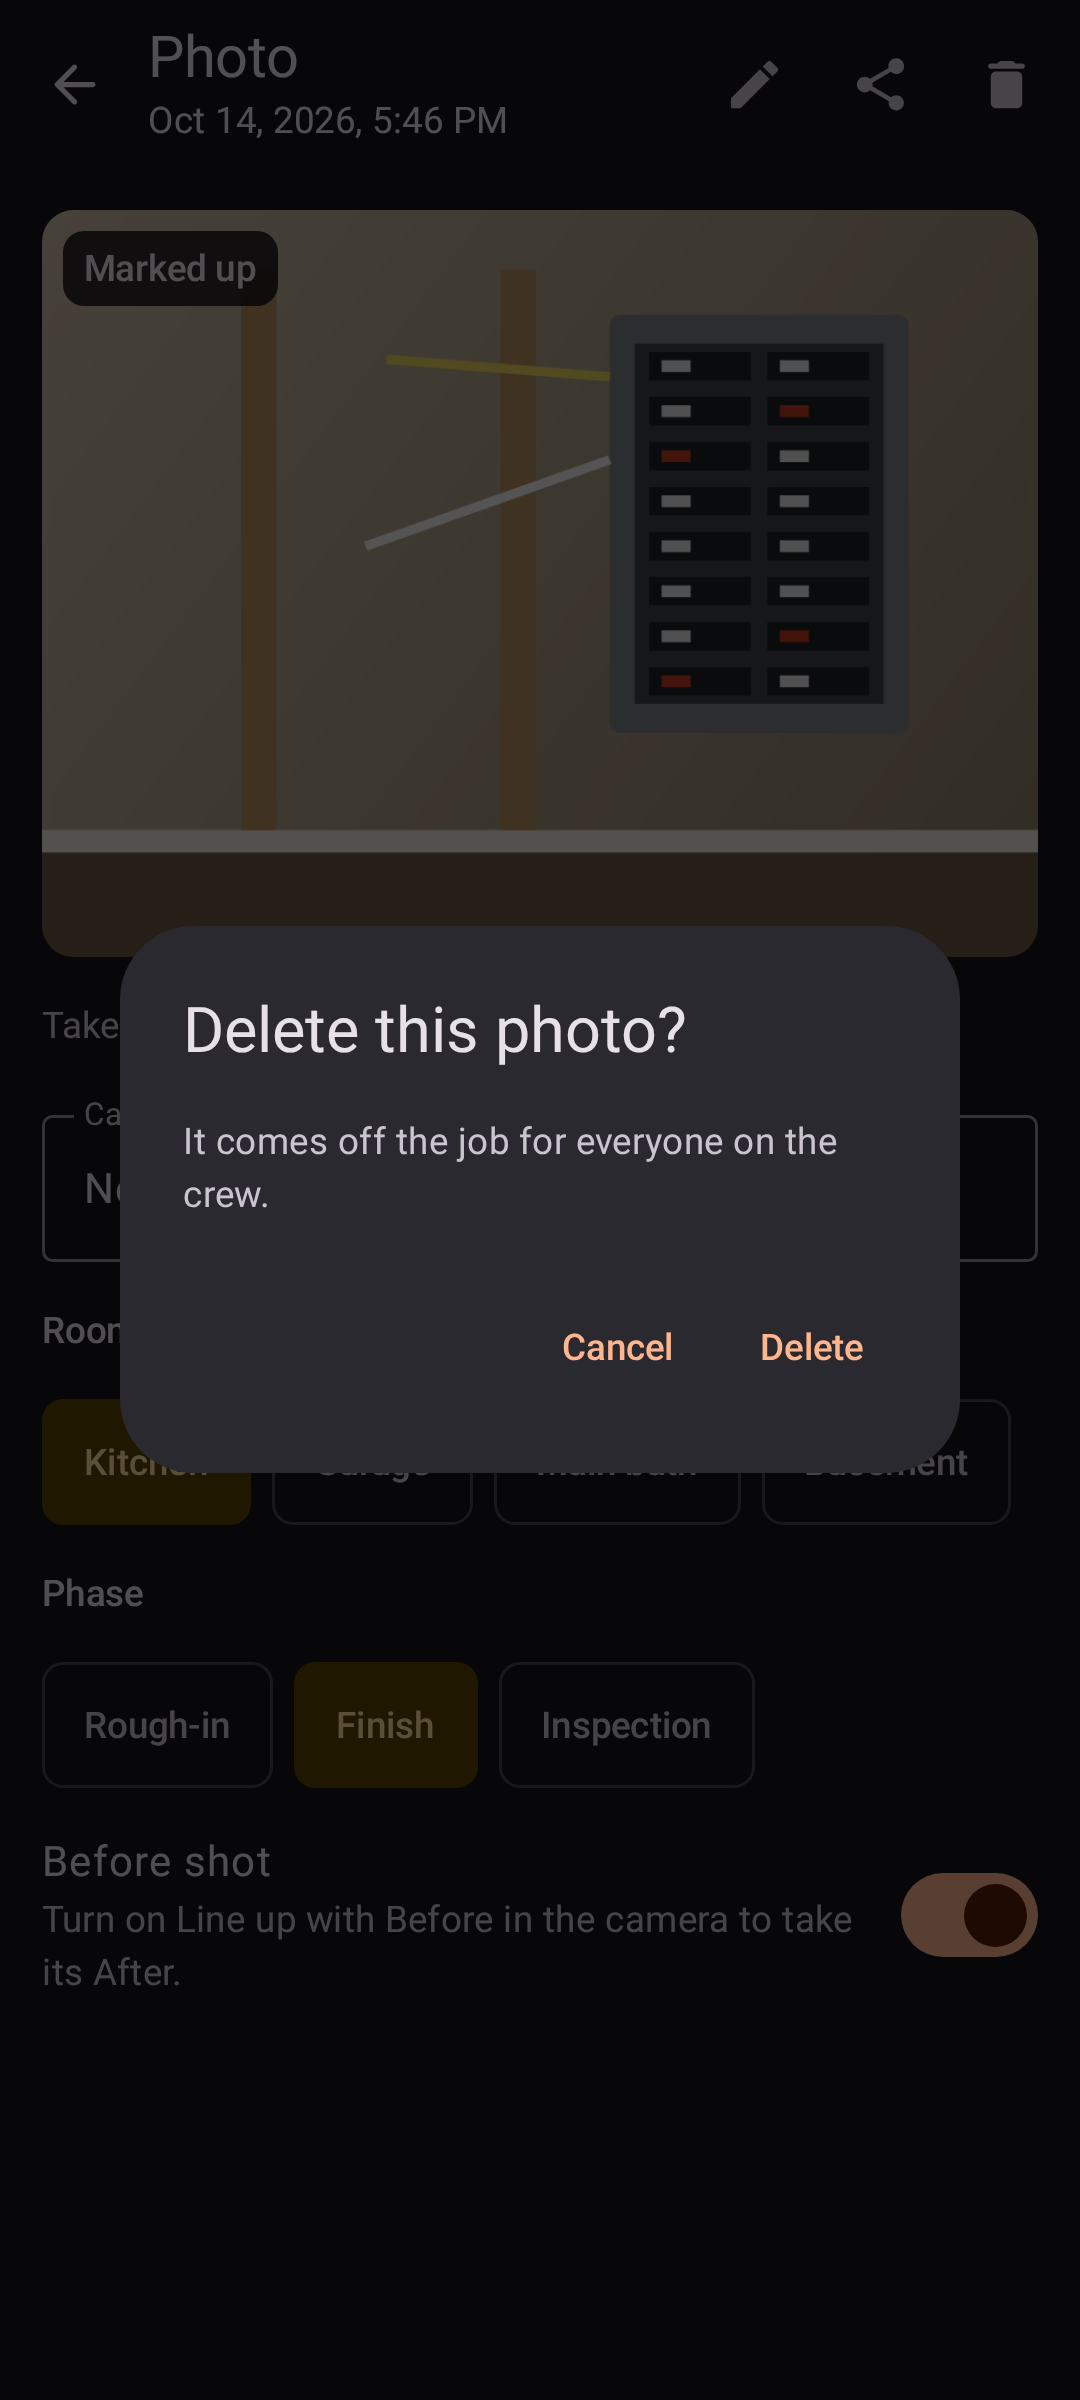 Photo
Oct 14, 2026, 5:46 PM
Marked up
Delete this photo?
It comes off the job for everyone on the
crew.
Cancel
Delete
Phase
Rough-in
Finish
Inspection
Before shot
Turn on Line up with Before in the camera to take
its After.